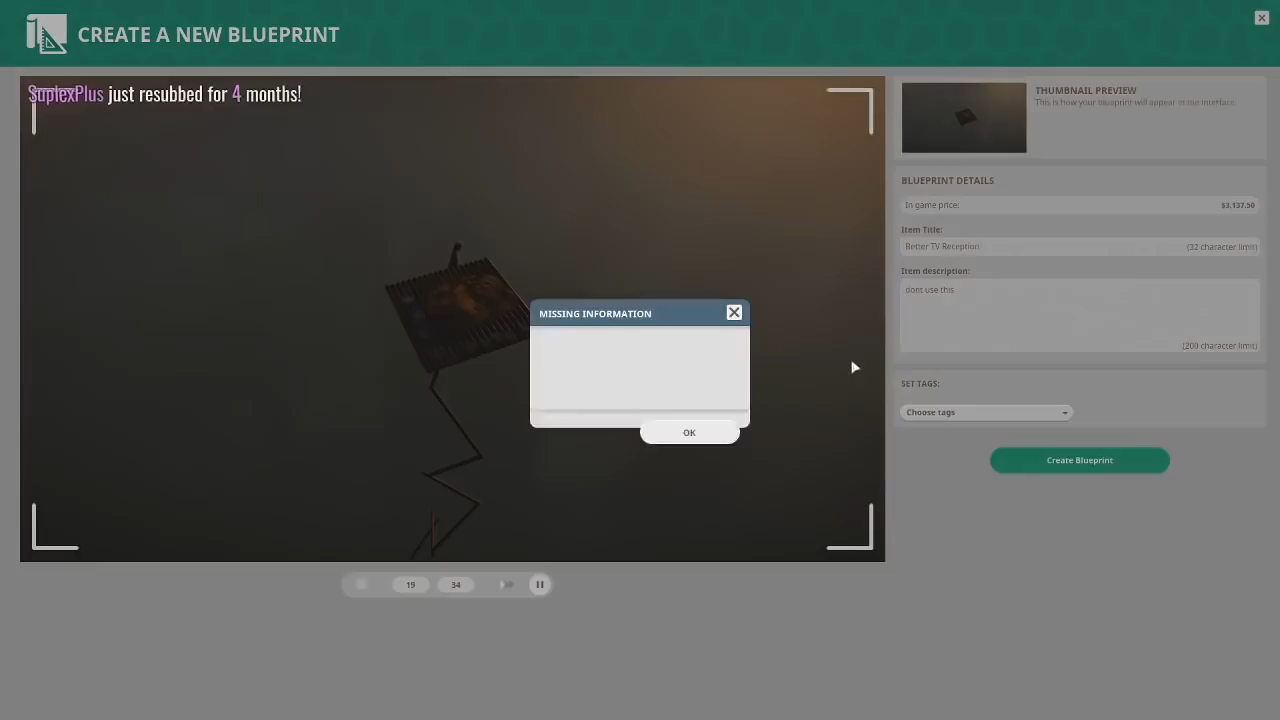 CREATE A NEW BLUEPRINT
SuplexPlus just resubbed for 4 months!
THUMBNAIL PREVIEW
This is how your blueprint will appear in the interface.
BLUEPRINT DETAILS
In game price:
$3,137.50
Item Title:
Better TV Reception
(32 character limit)
Item description:
dont use this
(200 character limit)
MISSING INFORMATION
OK
SET TAGS:
Choose tags
Create Blueprint
19
34